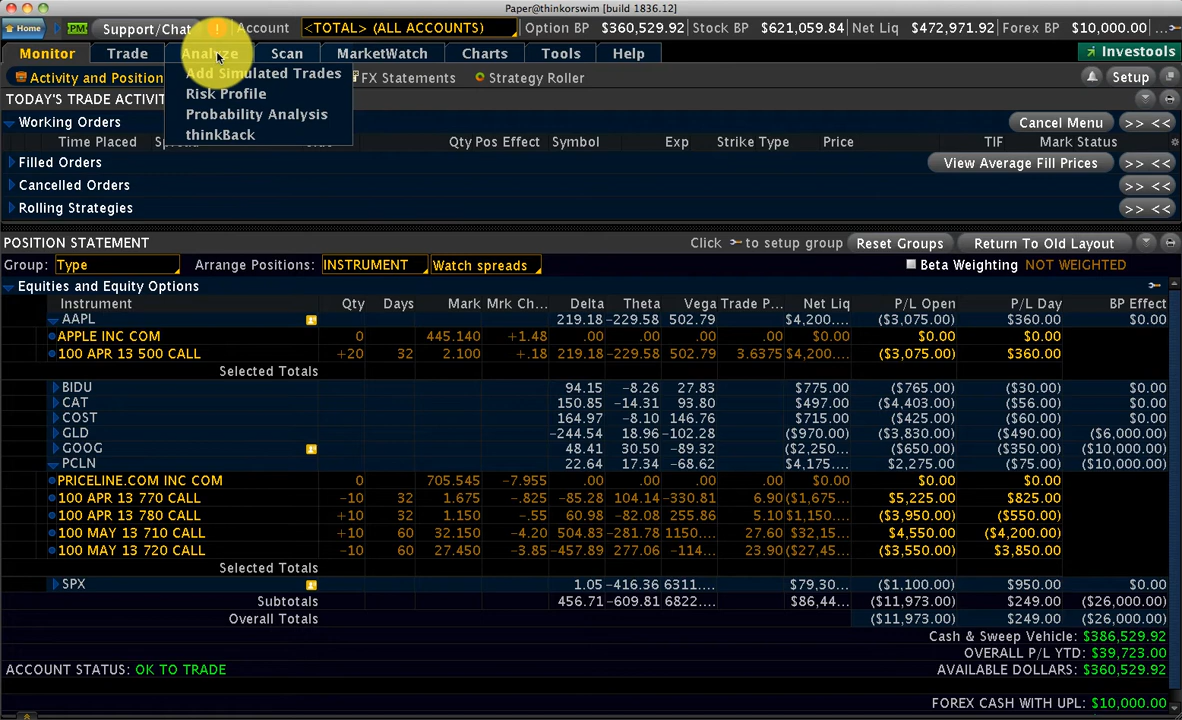 Paper@thinkorswim [build 1836.12]
Home PM Support/Chat ! Account <TOTAL> (ALL ACCOUNTS) Option BP $360,529.92 Stock BP $621,059.84 Net Liq $472,971.92 Forex BP $10,000.00 ...
Monitor Trade Analyze Scan MarketWatch Charts Tools Help Investools
Activity and Position FX Statements Strategy Roller Setup
Add Simulated Trades
Risk Profile
Probability Analysis
thinkBack
TODAY'S TRADE ACTIVIT
Working Orders Cancel Menu >> <<
Time Placed Qty Pos Effect Symbol Exp Strike Type Price TIF Mark Status
Filled Orders View Average Fill Prices >> <<
Cancelled Orders >> <<
Rolling Strategies >> <<
POSITION STATEMENT Click to setup group Reset Groups Return To Old Layout
Group: Type Arrange Positions: INSTRUMENT Watch spreads Beta Weighting NOT WEIGHTED
Equities and Equity Options
Instrument Qty Days Mark Mrk Ch... Delta Theta Vega Trade P... Net Liq P/L Open P/L Day BP Effect
AAPL 219.18 -229.58 502.79 $4,200.... ($3,075.00) $360.00 $0.00
APPLE INC COM 0 445.140 +1.48 .00 .00 .00 .00 $0.00 $0.00 $0.00
100 APR 13 500 CALL +20 32 2.100 +.18 219.18 -229.58 502.79 3.6375 $4,200.... ($3,075.00) $360.00
Selected Totals
BIDU 94.15 -8.26 27.83 $775.00 ($765.00) ($30.00) $0.00
CAT 150.85 -14.31 93.80 $497.00 ($4,403.00) ($56.00) $0.00
COST 164.97 -8.10 146.76 $715.00 ($425.00) ($60.00) $0.00
GLD -244.54 18.96 -102.28 ($970.00) ($3,830.00) ($490.00) ($6,000.00)
GOOG 48.41 30.50 -89.32 ($2,250... ($650.00) ($350.00) ($10,000.00)
PCLN 22.64 17.34 -68.62 $4,175.... $2,275.00 ($75.00) ($10,000.00)
PRICELINE.COM INC COM 0 705.545 -7.955 .00 .00 .00 .00 $0.00 $0.00 $0.00
100 APR 13 770 CALL -10 32 1.675 -.825 -85.28 104.14 -330.81 6.90 ($1,675... $5,225.00 $825.00
100 APR 13 780 CALL +10 32 1.150 -.55 60.98 -82.08 255.86 5.10 $1,150.... ($3,950.00) ($550.00)
100 MAY 13 710 CALL +10 60 32.150 -4.20 504.83 -281.78 1150.... 27.60 $32,15... $4,550.00 ($4,200.00)
100 MAY 13 720 CALL -10 60 27.450 -3.85 -457.89 277.06 -114... 23.90 ($27,45... ($3,550.00) $3,850.00
Selected Totals
SPX 1.05 -416.36 6311.... $79,30... ($1,100.00) $950.00 $0.00
Subtotals 456.71 -609.81 6822.... $86,44... ($11,973.00) $249.00 ($26,000.00)
Overall Totals ($11,973.00) $249.00 ($26,000.00)
Cash & Sweep Vehicle: $386,529.92
OVERALL P/L YTD: $39,723.00
ACCOUNT STATUS: OK TO TRADE AVAILABLE DOLLARS: $360,529.92
FOREX CASH WITH UPL: $10,000.00